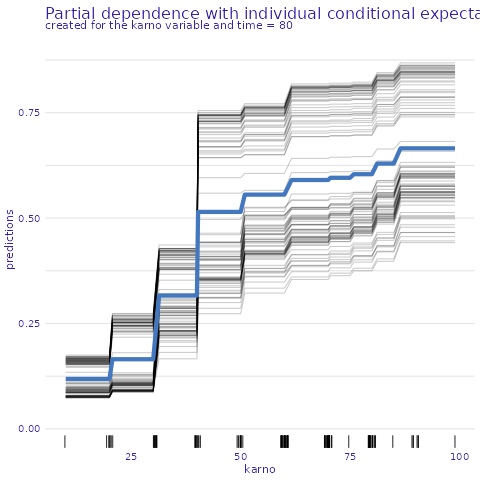 Partial dependence with individual conditional expecta
created for the karno variable and time = 80
predictions
0.75
0.50
0.25
0.00
25 50 75 100
karno